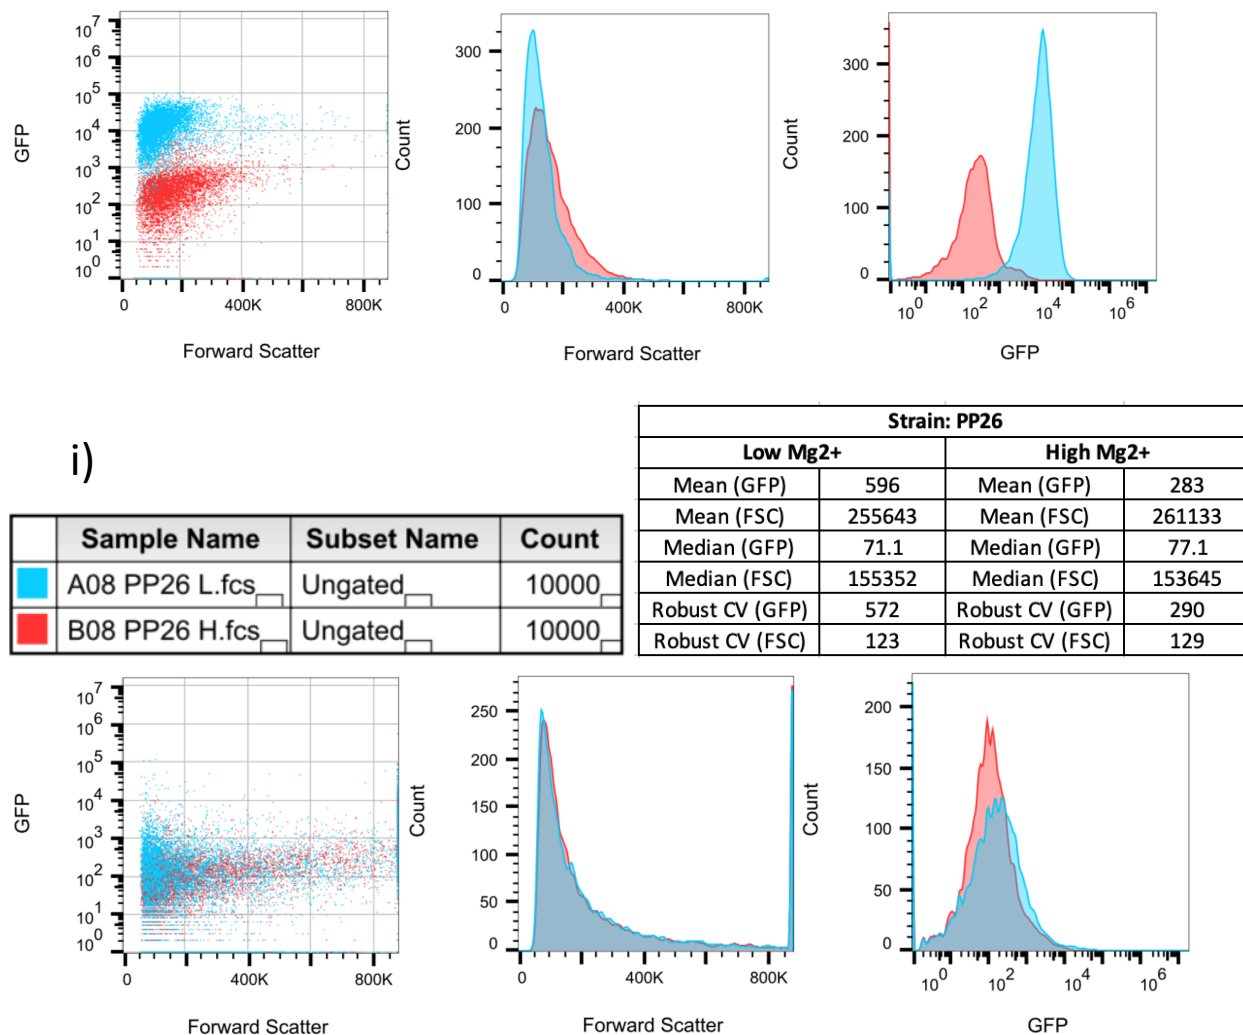 10^7
10^6
10^5
10^4
10^3
10^2
10^1
10^0
GFP
0 400K 800K
Forward Scatter
300
200
100
0
Count
0 400K 800K
Forward Scatter
300
200
100
0
Count
10^0 10^2 10^4 10^6
GFP
i)
Sample Name Subset Name Count
A08 PP26 L.fcs Ungated 10000
B08 PP26 H.fcs Ungated 10000
Strain: PP26
Low Mg2+ High Mg2+
Mean (GFP) 596 Mean (GFP) 283
Mean (FSC) 255643 Mean (FSC) 261133
Median (GFP) 71.1 Median (GFP) 77.1
Median (FSC) 155352 Median (FSC) 153645
Robust CV (GFP) 572 Robust CV (GFP) 290
Robust CV (FSC) 123 Robust CV (FSC) 129
10^7
10^6
10^5
10^4
10^3
10^2
10^1
10^0
GFP
0 400K 800K
Forward Scatter
250
200
150
100
50
0
Count
0 400K 800K
Forward Scatter
200
150
100
50
0
Count
10^0 10^2 10^4 10^6
GFP